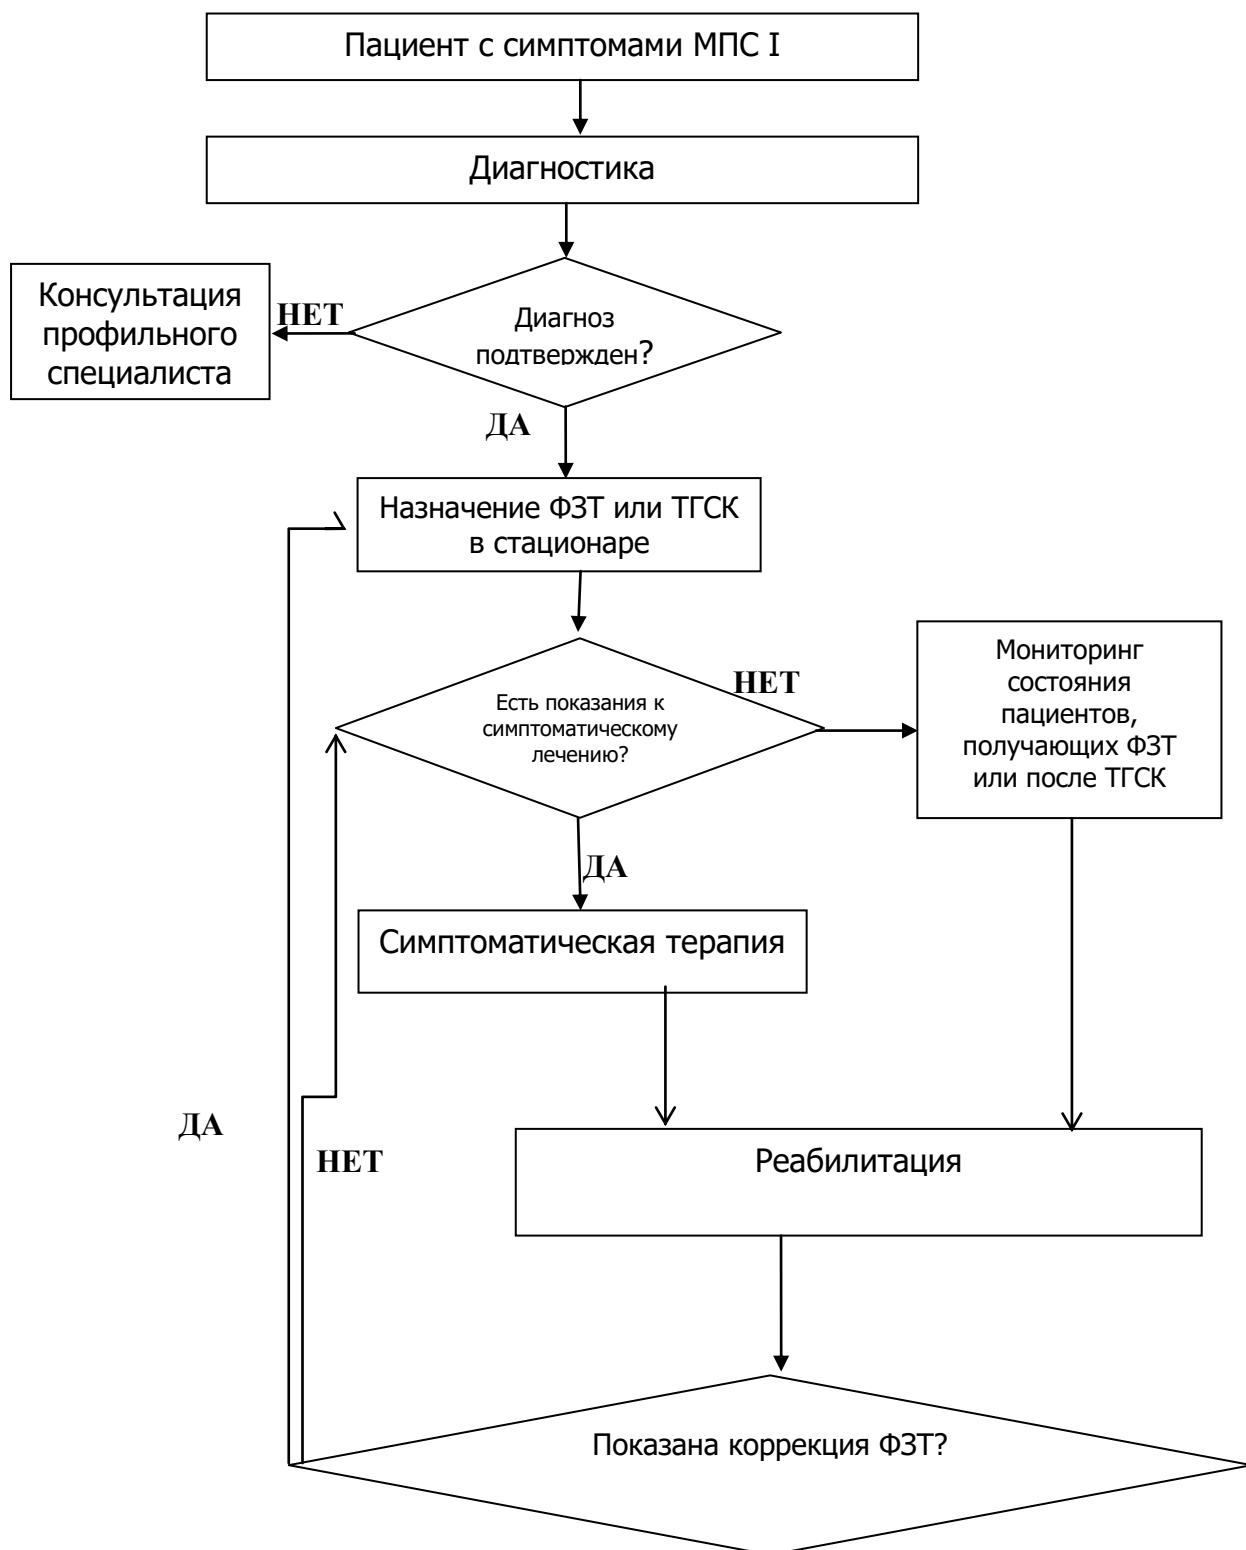 Пациент с симптомами МПС I
Диагностика
Консультация
профильного
специалиста
НЕТ
Диагноз
подтвержден?
ДА
Назначение ФЗТ или ТГСК
в стационаре
Есть показания к
симптоматическому
лечению?
НЕТ
Мониторинг
состояния
пациентов,
получающих ФЗТ
или после ТГСК
ДА
Симптоматическая терапия
ДА
НЕТ
Реабилитация
Показана коррекция ФЗТ?